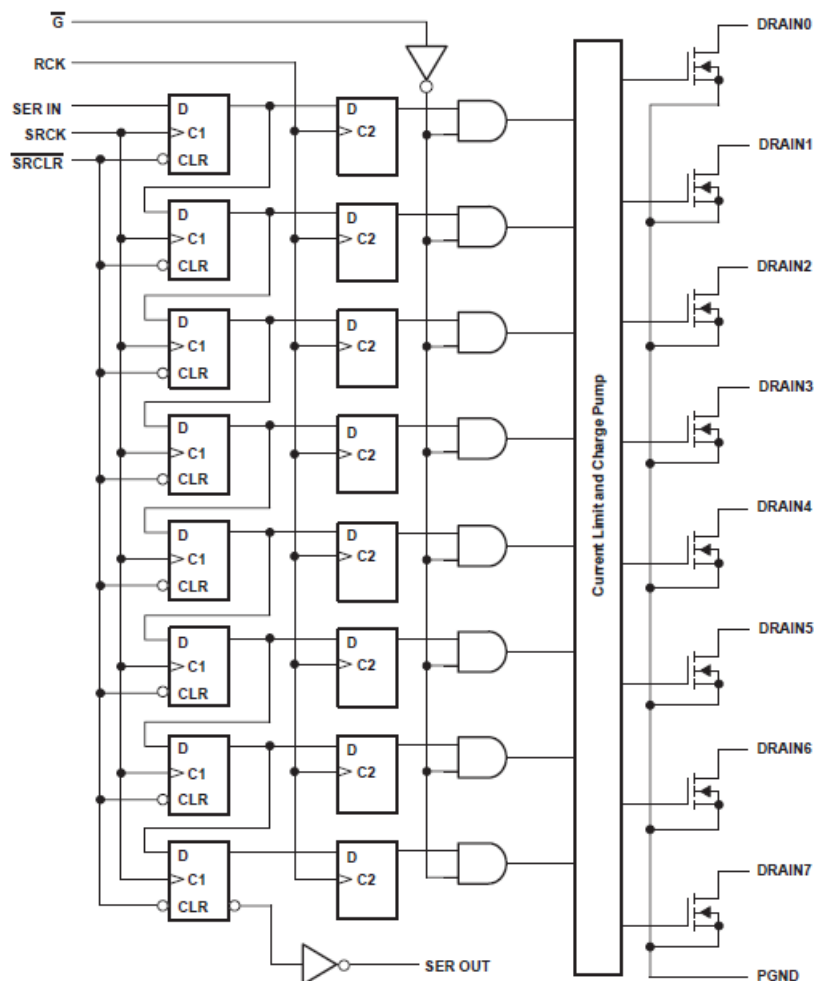 G
DRAIN0
RCK
D
D
SER IN
C1
C2
SRCK
CLR
SRCLR
DRAIN1
D
D
C1
C2
CLR
DRAIN2
D
D
C1
C2
CLR
DRAIN3
D
D
C1
C2
CLR
DRAIN4
D
D
C1
C2
CLR
DRAIN5
D
D
C1
C2
CLR
DRAIN6
D
D
C1
C2
CLR
DRAIN7
D
D
C1
C2
CLR
Current Limit and Charge Pump
SER OUT
PGND